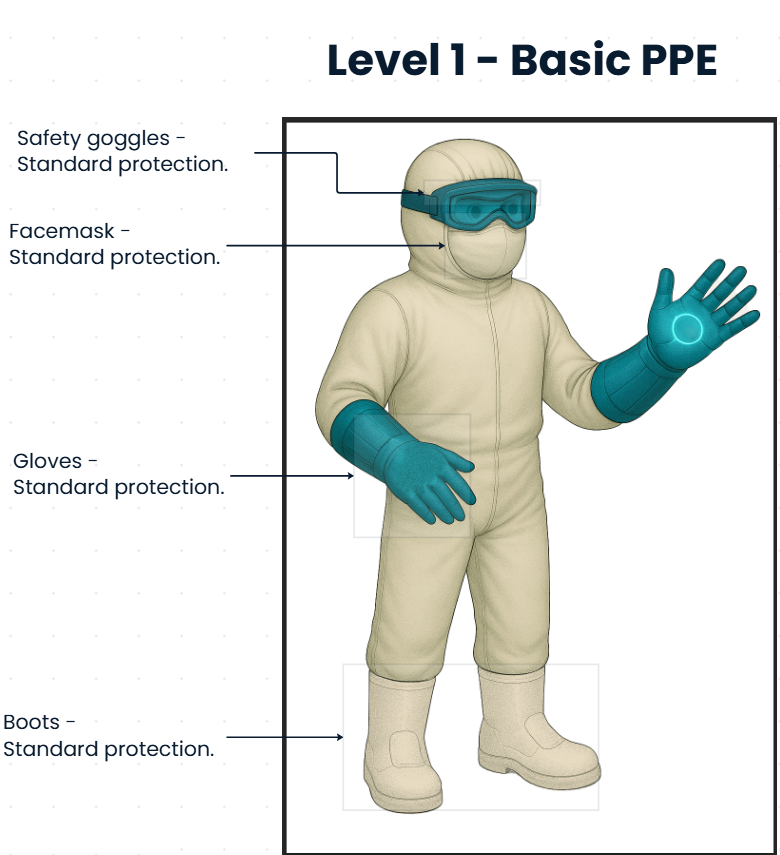 Level 1 - Basic PPE
Safety goggles -
Standard protection.
Facemask -
Standard protection.
Gloves -
Standard protection.
Boots -
Standard protection.